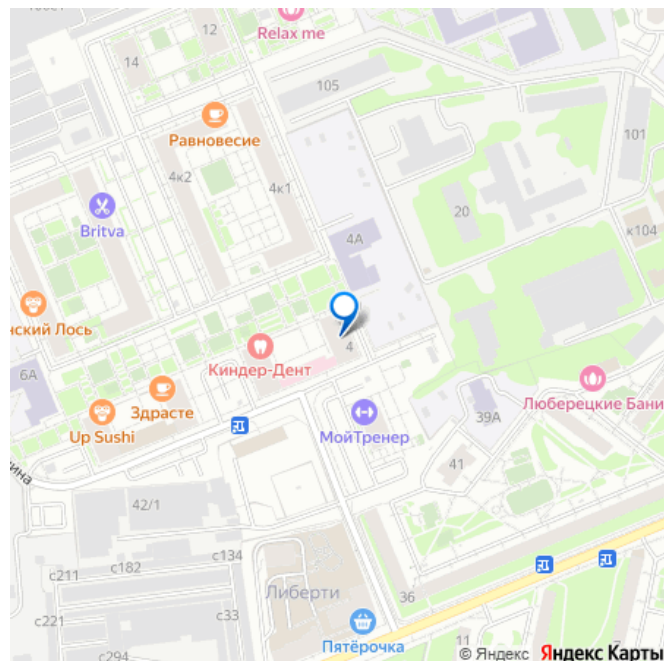 Relax me
12
14
105
Равновесие
101
4к2
4к1
Britva
20
4А
к104
нский Лось
4
Киндер-Дент
6А
Люберецкие Бани
Здрасте
39А
Up Sushi
МойТренер
41
ина
42/1
с134
с182
с211
Либерти
36
с33
с221
Пятёрочка
с294
7
© Яндекс Яндекс Карты